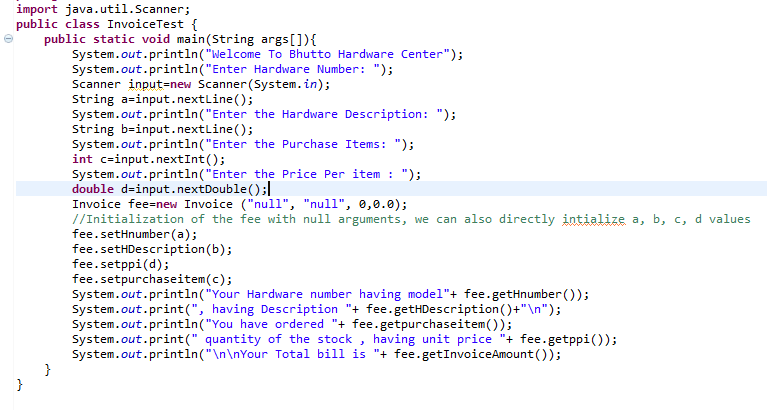 import java.util.Scanner;
public class InvoiceTest {
    public static void main(String args[]){
        System.out.println("Welcome To Bhutto Hardware Center");
        System.out.println("Enter Hardware Number: ");
        Scanner input=new Scanner(System.in);
        String a=input.nextLine();
        System.out.println("Enter the Hardware Description: ");
        String b=input.nextLine();
        System.out.println("Enter the Purchase Items: ");
        int c=input.nextInt();
        System.out.println("Enter the Price Per item : ");
        double d=input.nextDouble();
        Invoice fee=new Invoice ("null", "null", 0,0.0);
        //Initialization of the fee with null arguments, we can also directly intialize a, b, c, d values
        fee.setHnumber(a);
        fee.setHDescription(b);
        fee.setppi(d);
        fee.setpurchaseitem(c);
        System.out.println("Your Hardware number having model"+ fee.getHnumber());
        System.out.print(", having Description "+ fee.getHDescription()+"\n");
        System.out.println("You have ordered "+ fee.getpurchaseitem());
        System.out.print(" quantity of the stock , having unit price "+ fee.getppi());
        System.out.println("\n\nYour Total bill is "+ fee.getInvoiceAmount());
    }
}